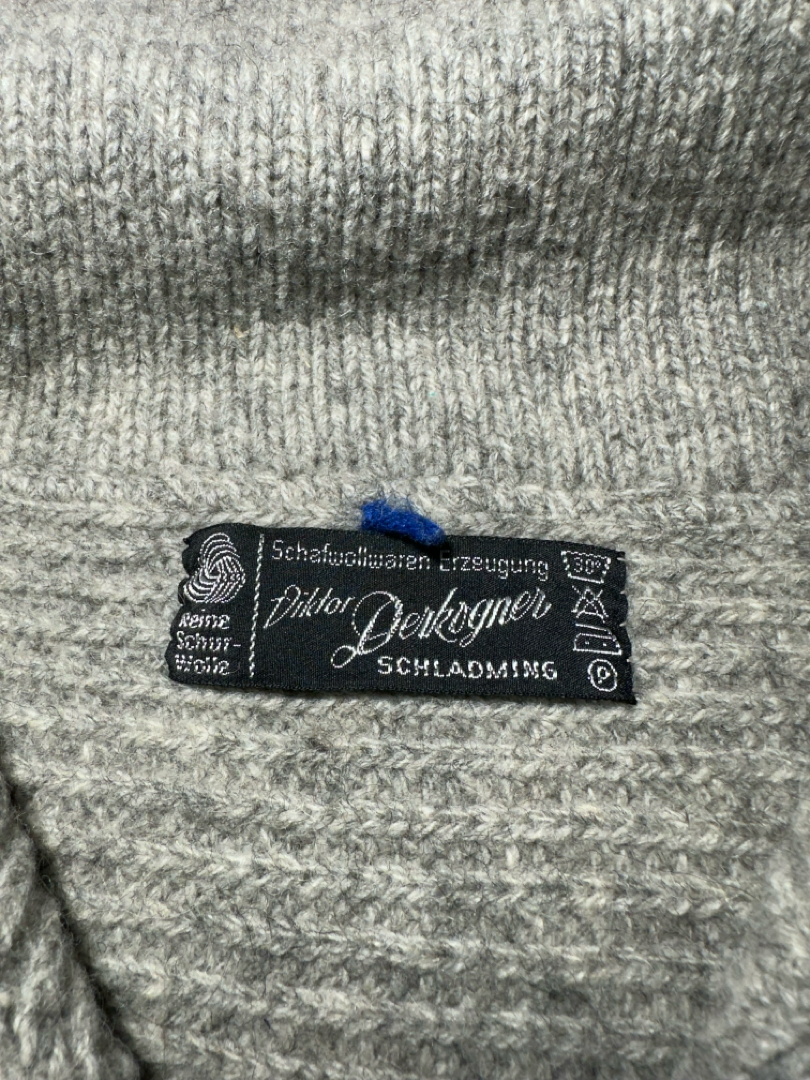 Schafwollwaren Erzeugung
Viktor Derkogner
SCHLADMING
Reine
Schur-
Wolle
30°
P